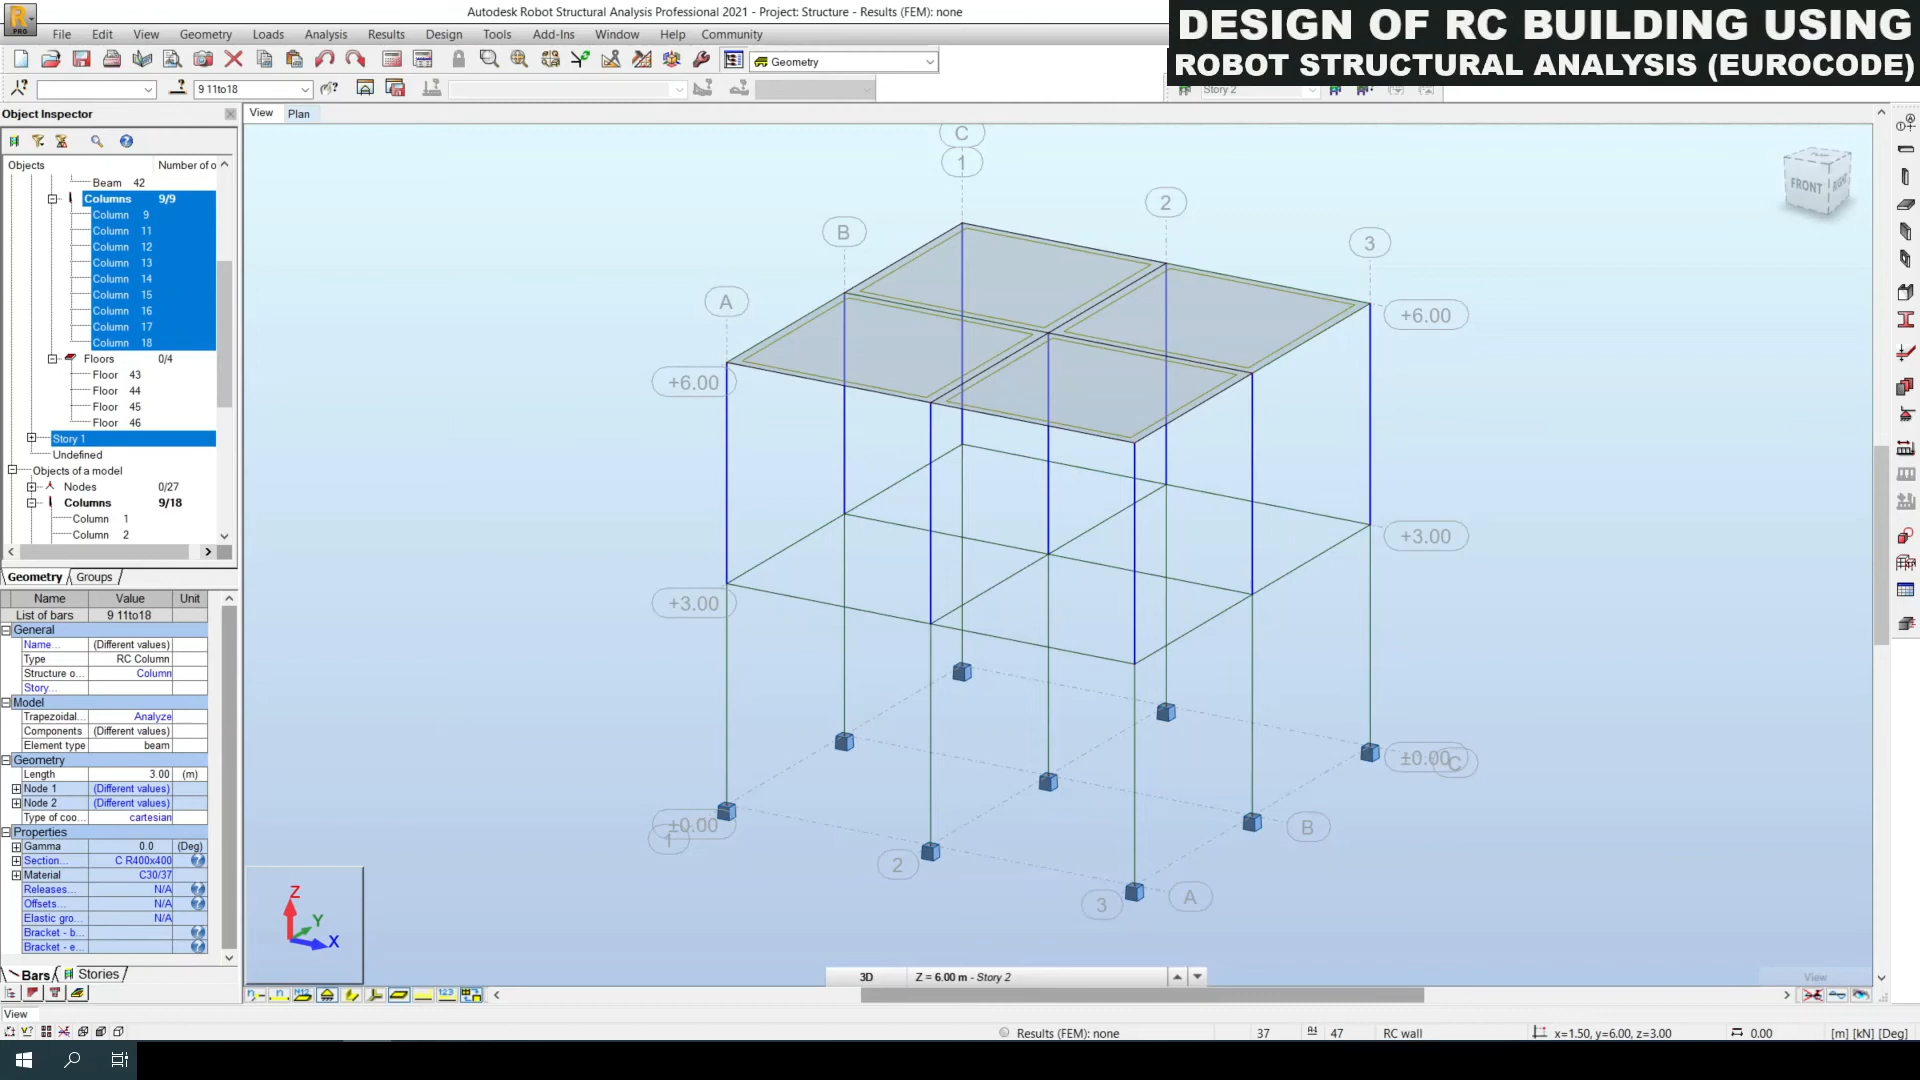 Autodesk Robot Structural Analysis Professional 2021 - Project: Structure - Results (FEM): none
DESIGN OF RC BUILDING USING
ROBOT STRUCTURAL ANALYSIS (EUROCODE)
PRO
File Edit View Geometry Loads Analysis Results Design Tools Add-Ins Window Help Community
Geometry
9 11to18
Story 2
Object Inspector
View Plan
Objects Number of o
Beam 42
Columns 9/9
Column 9
Column 11
Column 12
Column 13
Column 14
Column 15
Column 16
Column 17
Column 18
Floors 0/4
Floor 43
Floor 44
Floor 45
Floor 46
Story 1
Undefined
Objects of a model
Nodes 0/27
Columns 9/18
Column 1
Column 2
Geometry Groups
Name Value Unit
List of bars 9 11to18
General
Name... (Different values)
Type RC Column
Structure o... Column
Story...
Model
Trapezoidal... Analyze
Components (Different values)
Element type beam
Geometry
Length 3.00 (m)
Node 1 (Different values)
Node 2 (Different values)
Type of coo... cartesian
Properties
Gamma 0.0 (Deg)
Section... C R400x400
Material C30/37
Releases... N/A
Offsets... N/A
Elastic gro... N/A
Bracket - b...
Bracket - e...
Bars Stories
C
1
2
B
3
A
+6.00
+6.00
+3.00
+3.00
±0.00
C
±0.00
1
B
2
A
3
FRONT
RIGHT
Z
Y
X
3D Z = 6.00 m - Story 2
View
View
Results (FEM): none 37 47 RC wall x=1.50, y=6.00, z=3.00 0.00 [m] [kN] [Deg]